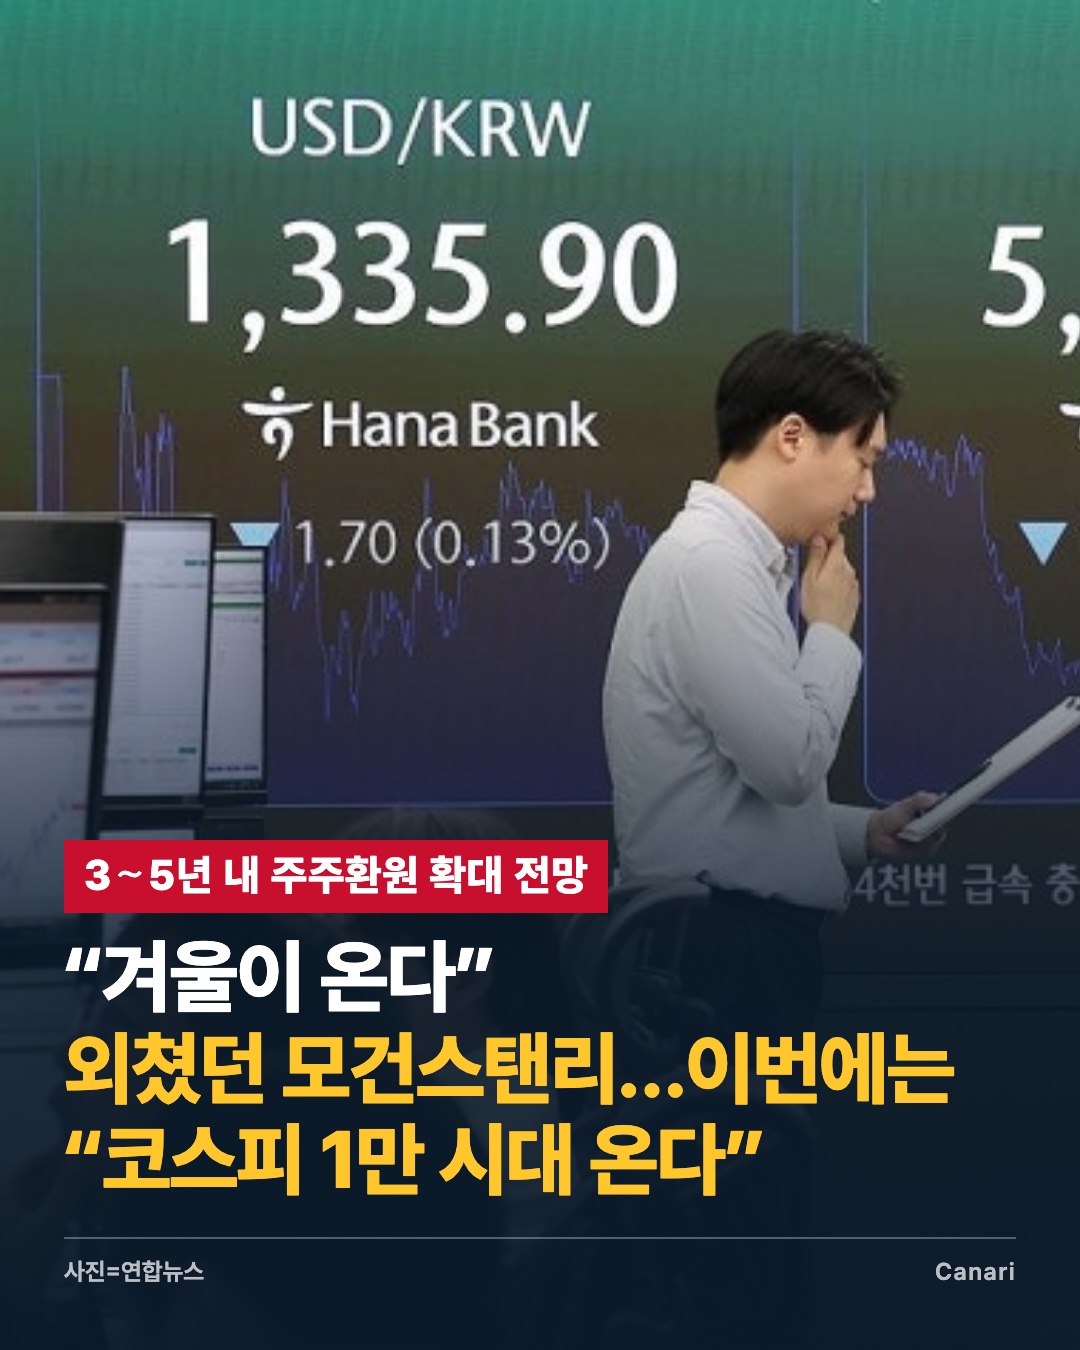 USD/KRW
1,335.90
5,
Hana Bank
▼ 1.70 (0.13%)
▼
4천번 급속 충
3~5년 내 주주환원 확대 전망
“겨울이 온다”
외쳤던 모건스탠리...이번에는
“코스피 1만 시대 온다”
사진=연합뉴스
Canari